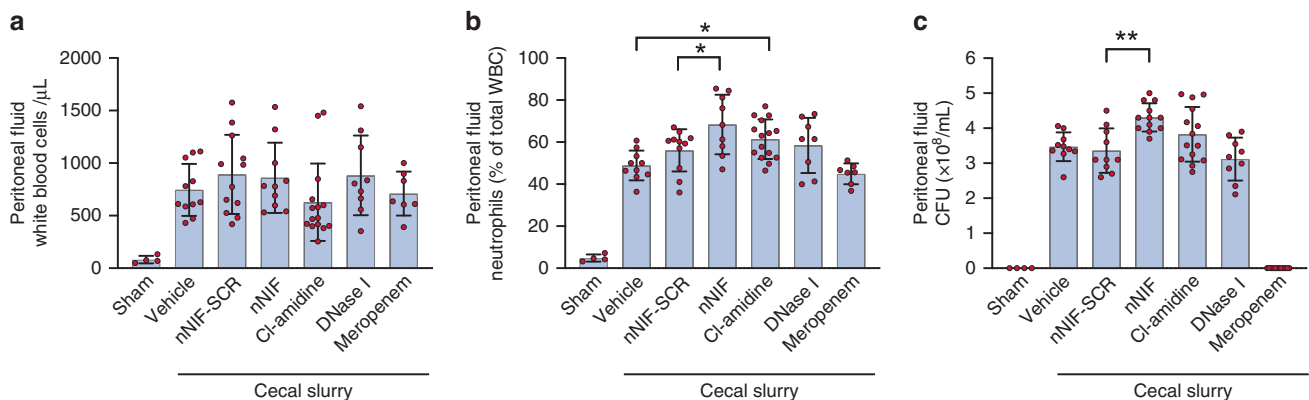 a
Peritoneal fluid
white blood cells /μL
2000
1500
1000
500
0
Sham
Vehicle
nNIF-SCR
nNIF
Cl-amidine
DNase I
Meropenem
Cecal slurry
b
Peritoneal fluid
neutrophils (% of total WBC)
100
80
60
40
20
0
*
*
Sham
Vehicle
nNIF-SCR
nNIF
Cl-amidine
DNase I
Meropenem
Cecal slurry
c
Peritoneal fluid
CFU (×10⁸/mL)
6
5
4
3
2
1
0
**
Sham
Vehicle
nNIF-SCR
nNIF
Cl-amidine
DNase I
Meropenem
Cecal slurry